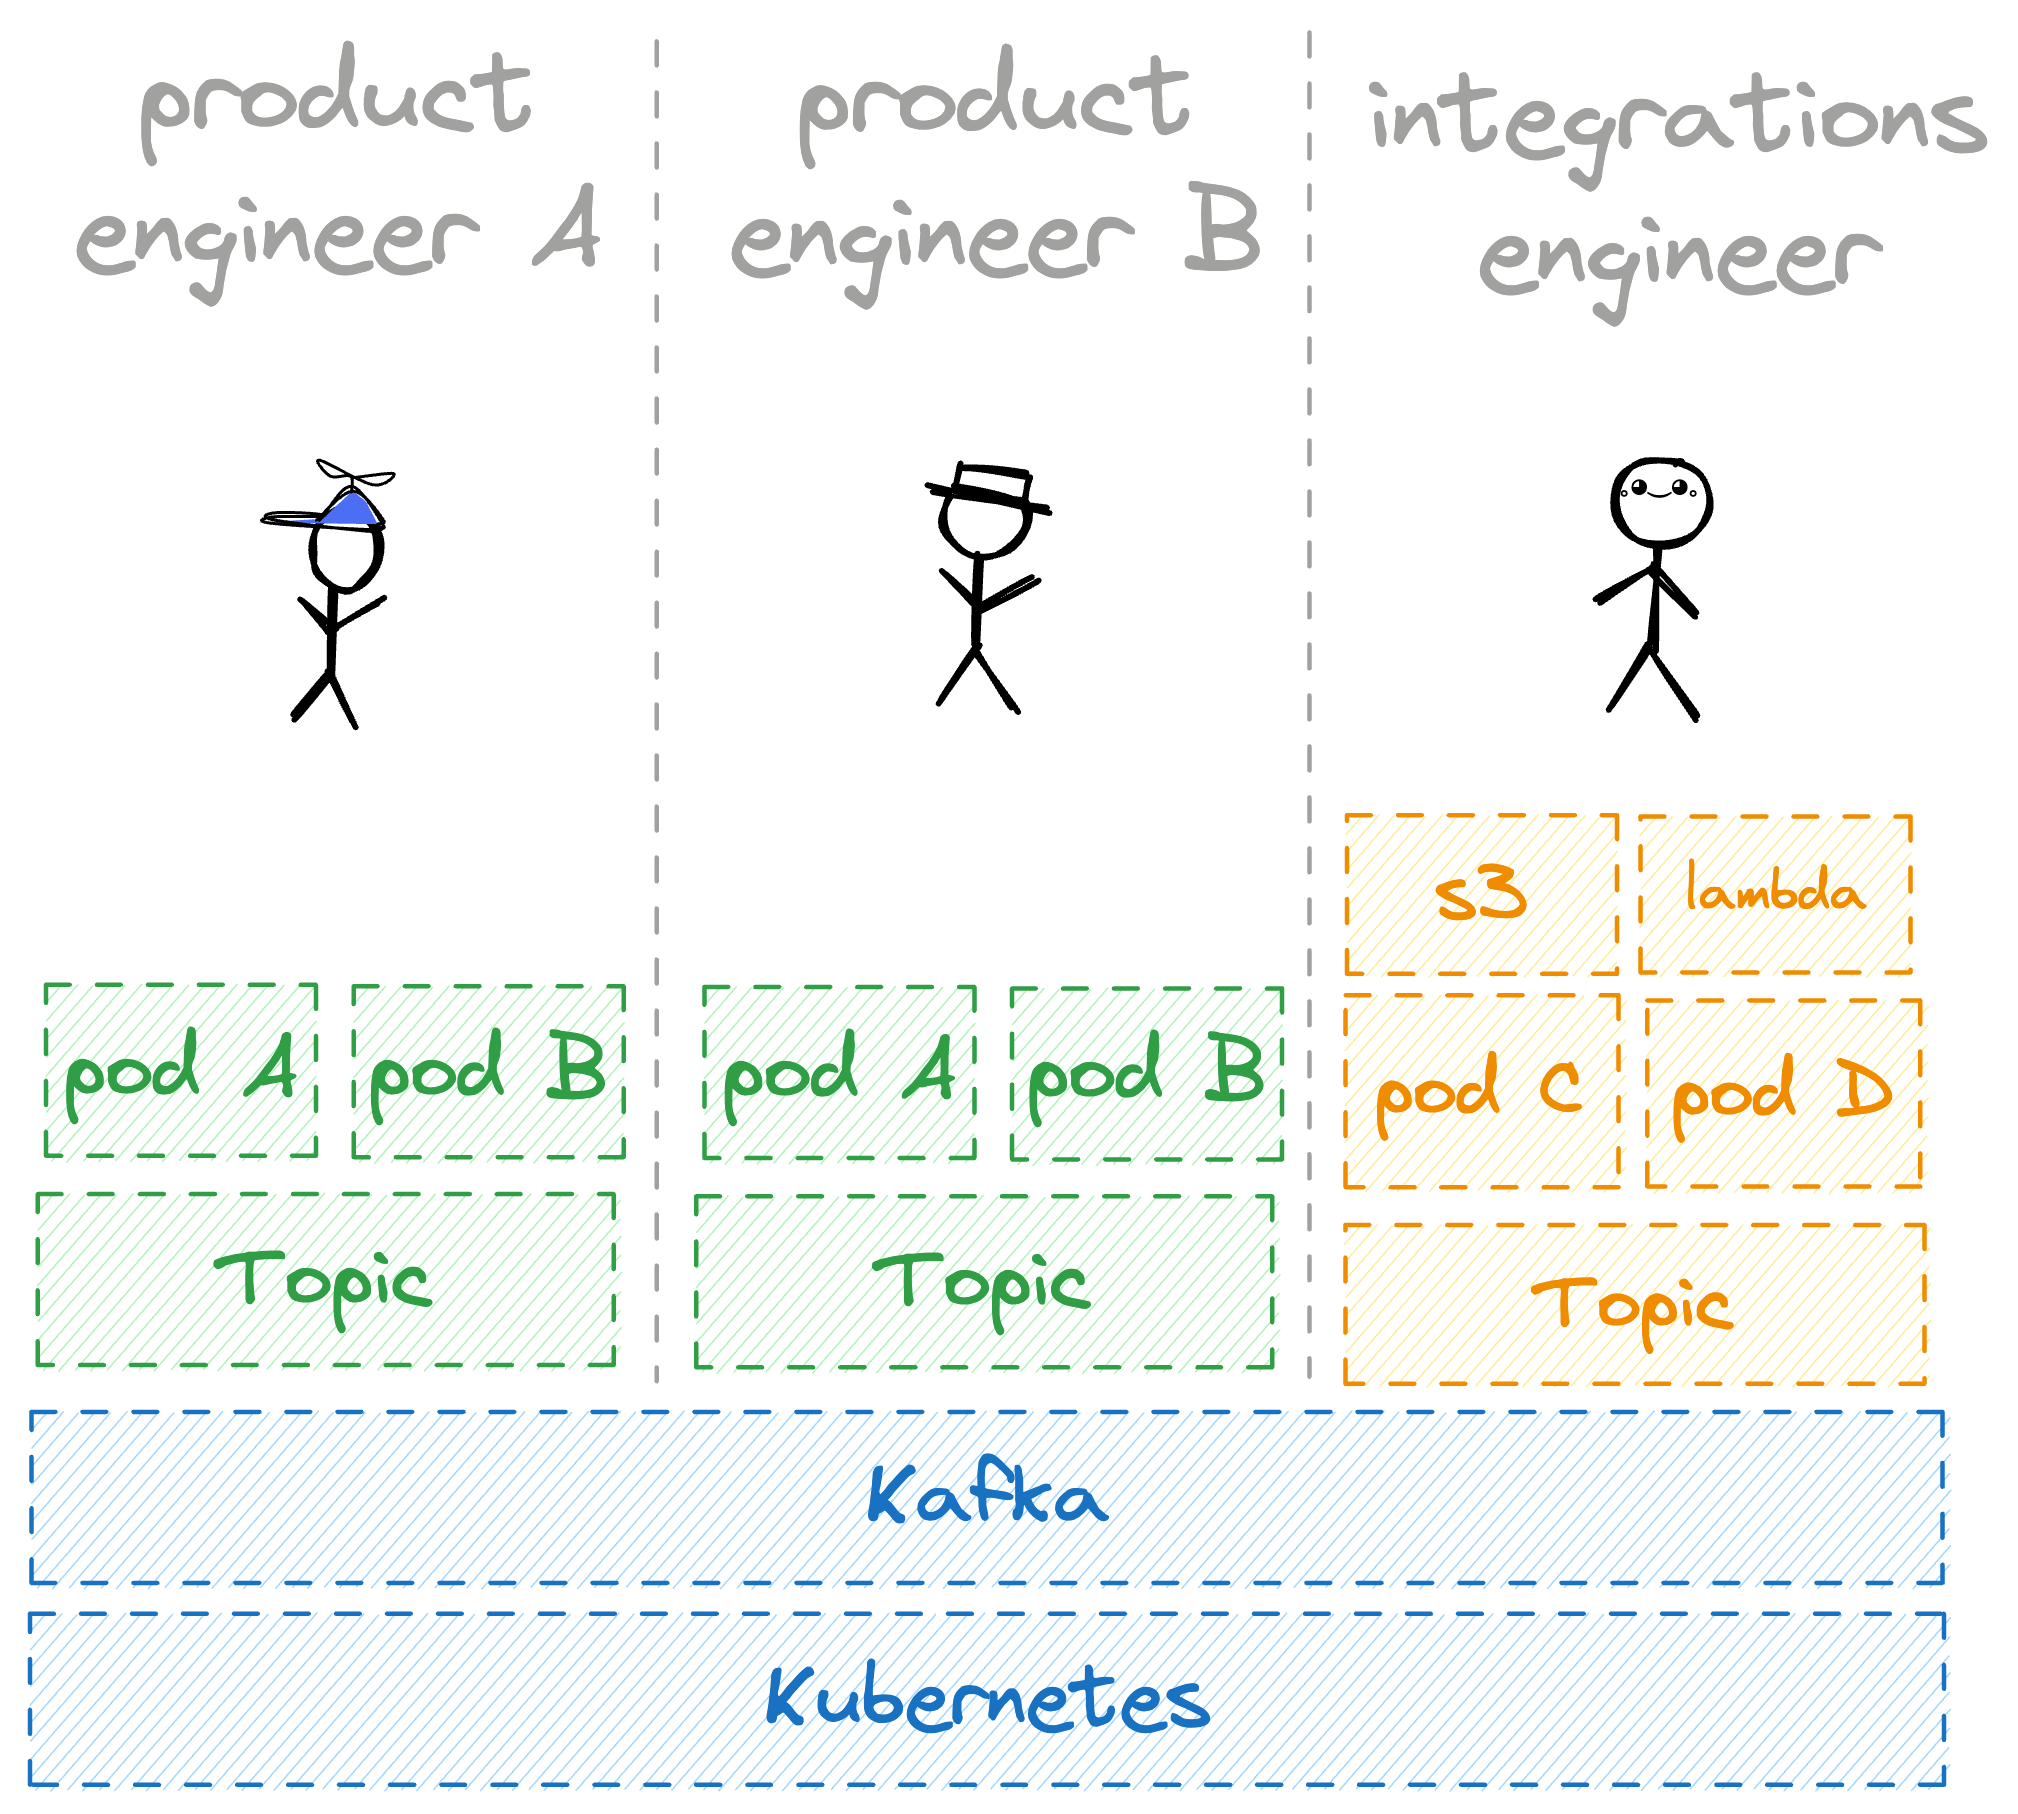 product
engineer A
product
engineer B
integrations
engineer
s3
lambda
pod A
pod B
pod A
pod B
pod C
pod D
Topic
Topic
Topic
Kafka
Kubernetes